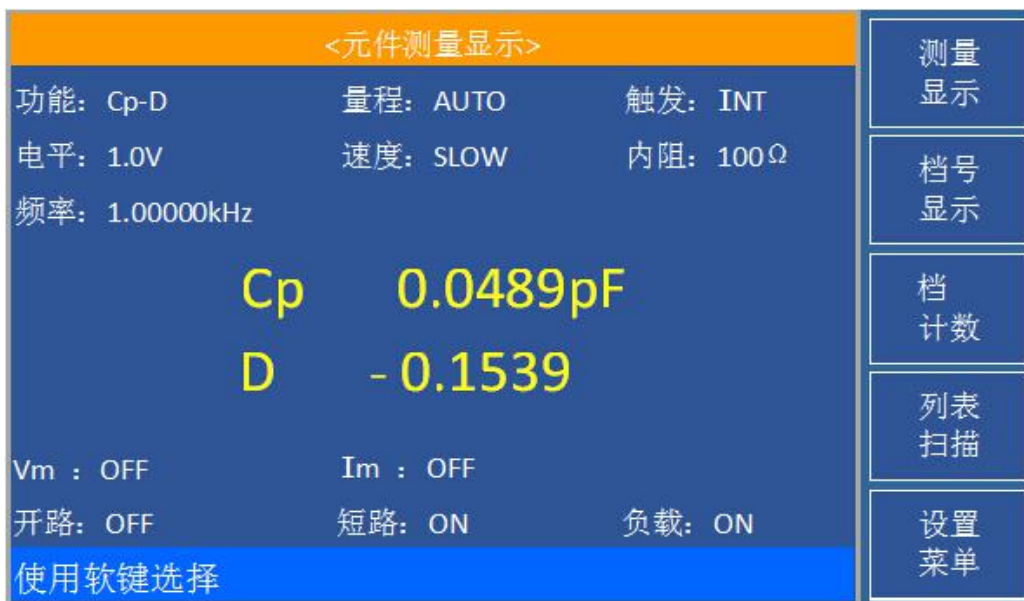 <元件测量显示>
功能：Cp-D 量程：AUTO 触发：INT
电平：1.0V 速度：SLOW 内阻：100Ω
频率：1.00000kHz
Cp 0.0489pF
D - 0.1539
Vm ：OFF Im ：OFF
开路：OFF 短路：ON 负载：ON
使用软键选择
测量
显示
档号
显示
档
计数
列表
扫描
设置
菜单